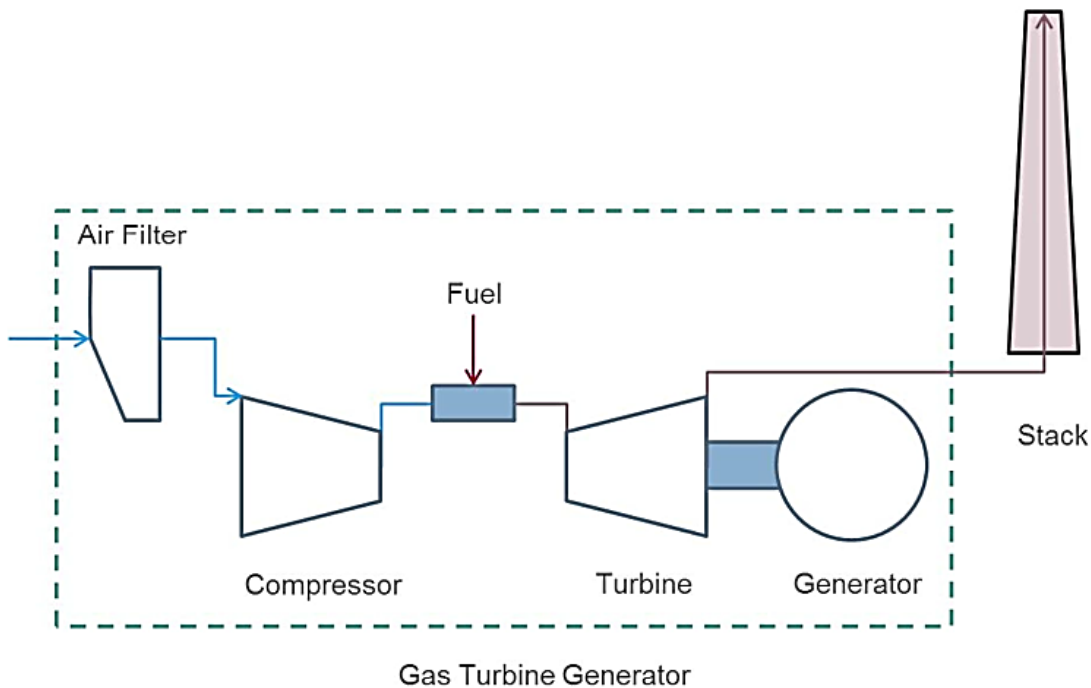 Air Filter
Fuel
Stack
Compressor
Turbine
Generator
Gas Turbine Generator